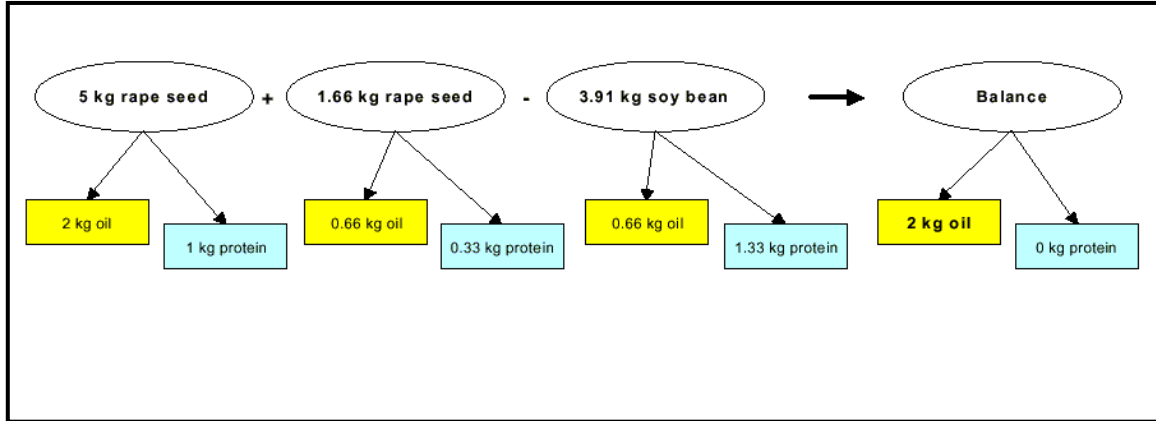 5 kg rape seed + 1.66 kg rape seed - 3.91 kg soy bean Balance
2 kg oil 0.66 kg oil 0.66 kg oil 2 kg oil
1 kg protein 0.33 kg protein 1.33 kg protein 0 kg protein